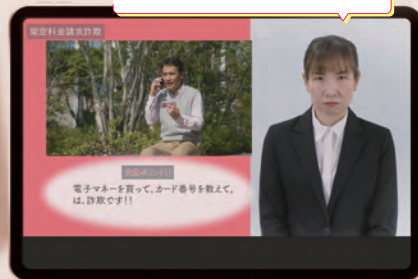 架空料金請求詐欺
電子マネーを買って、カード番号を教えて。
は、詐欺です!!